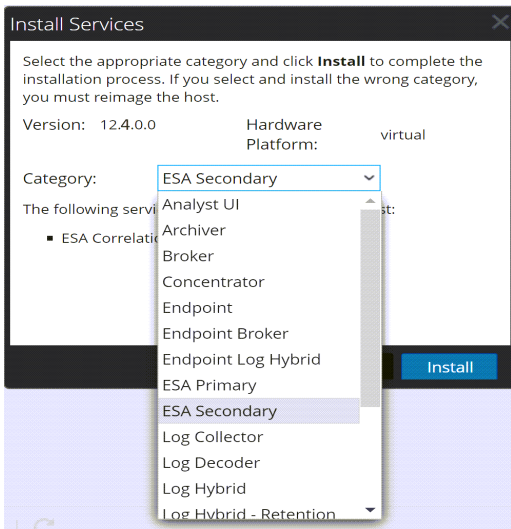 Install Services
Select the appropriate category and click Install to complete the
installation process. If you select and install the wrong category,
you must reimage the host.
Version: 12.4.0.0 Hardware Platform: virtual
Category: ESA Secondary
The following st:
ESA
Analyst UI
Archiver
Broker
Concentrator
Endpoint
Endpoint Broker
Endpoint Log Hybrid
ESA Primary
ESA Secondary
Log Collector
Log Decoder
Log Hybrid
Log Hybrid - Retention
Install